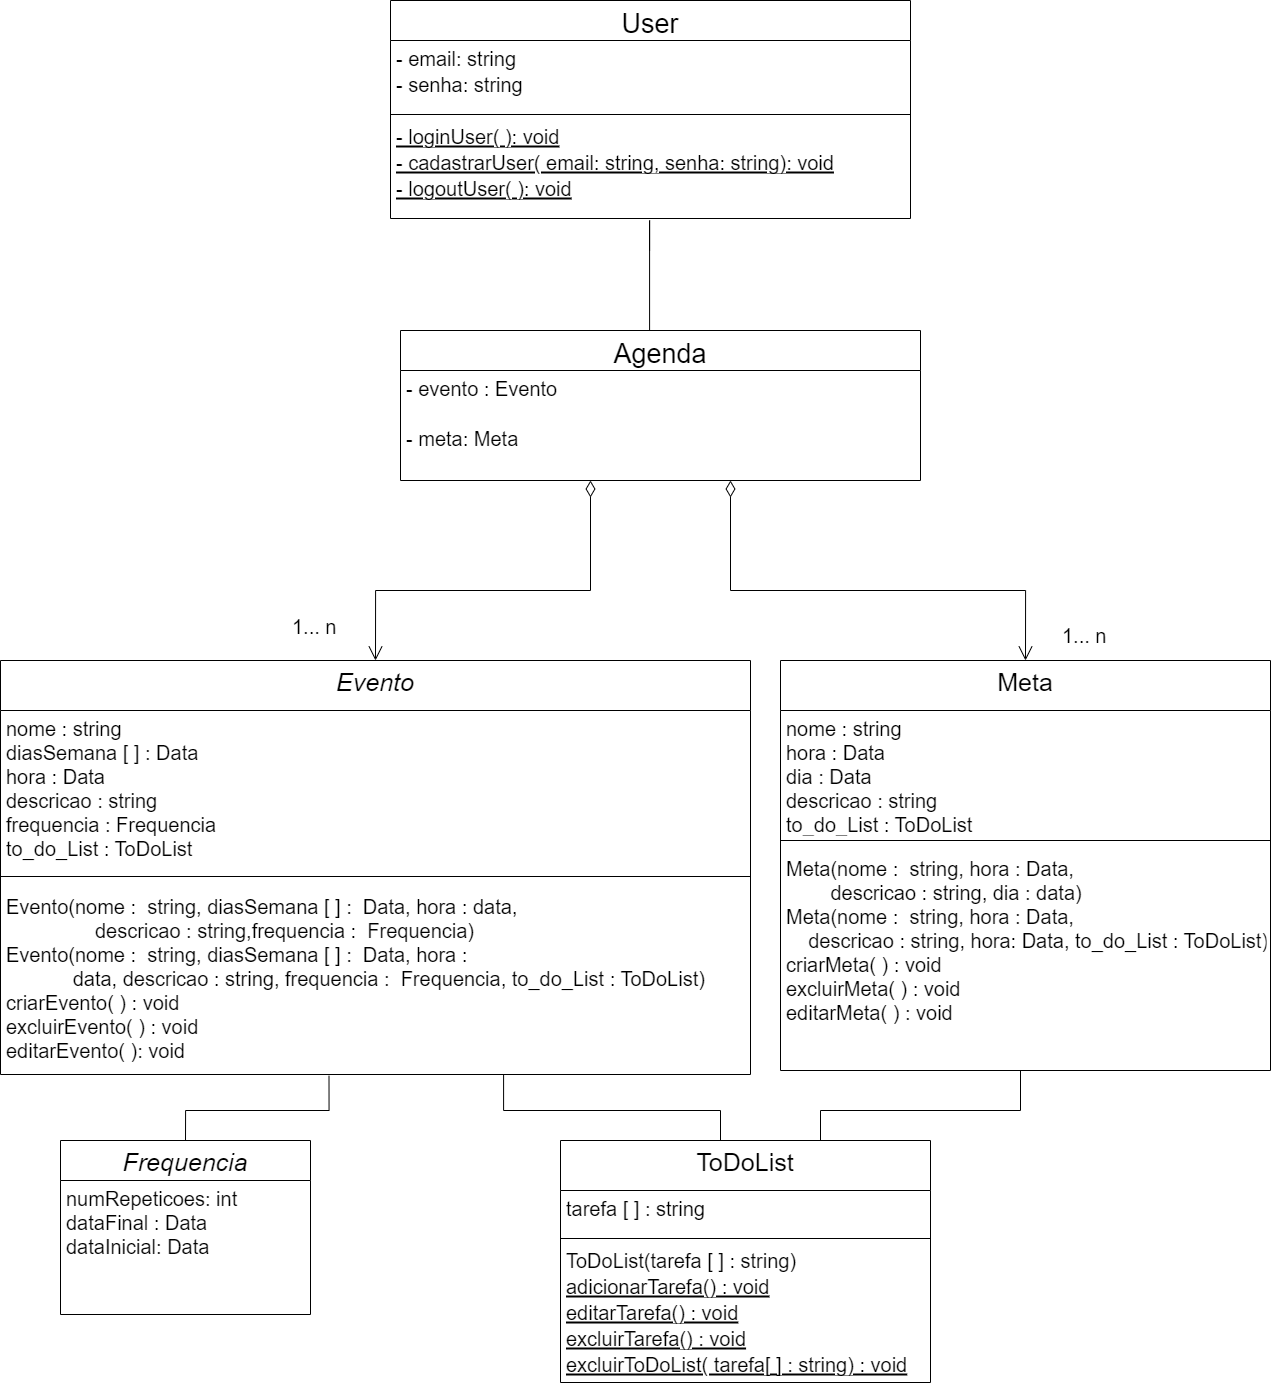 User
- email: string
- senha: string
- loginUser( ): void
- cadastrarUser( email: string, senha: string): void
- logoutUser( ): void
Agenda
- evento : Evento
- meta: Meta
1... n
1... n
Evento
nome : string
diasSemana [ ] : Data
hora : Data
descricao : string
frequencia : Frequencia
to_do_List : ToDoList
Evento(nome :  string, diasSemana [ ] :  Data, hora : data,
descricao : string,frequencia :  Frequencia)
Evento(nome :  string, diasSemana [ ] :  Data, hora :
data, descricao : string, frequencia :  Frequencia, to_do_List : ToDoList)
criarEvento( ) : void
excluirEvento( ) : void
editarEvento( ): void
Meta
nome : string
hora : Data
dia : Data
descricao : string
to_do_List : ToDoList
Meta(nome :  string, hora : Data,
descricao : string, dia : data)
Meta(nome :  string, hora : Data,
descricao : string, hora: Data, to_do_List : ToDoList)
criarMeta( ) : void
excluirMeta( ) : void
editarMeta( ) : void
Frequencia
numRepeticoes: int
dataFinal : Data
dataInicial: Data
ToDoList
tarefa [ ] : string
ToDoList(tarefa [ ] : string)
adicionarTarefa() : void
editarTarefa() : void
excluirTarefa() : void
excluirToDoList( tarefa[ ] : string) : void